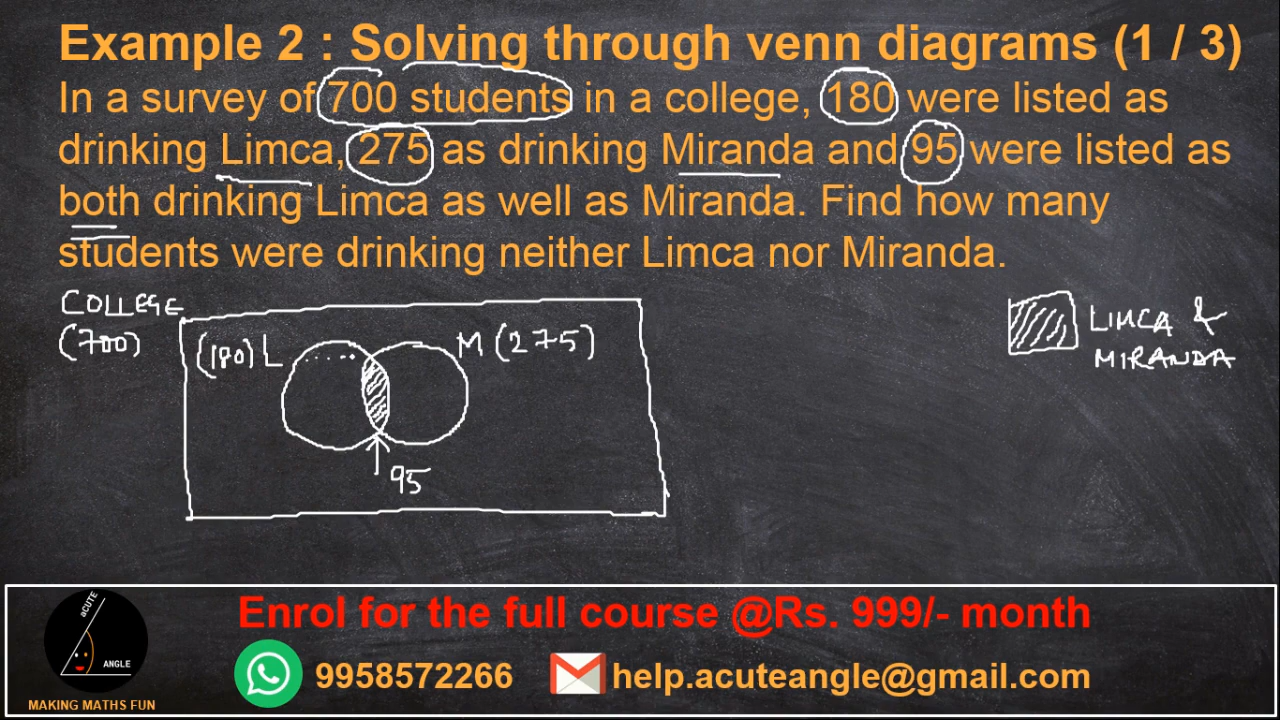 Example 2 : Solving through venn diagrams (1 / 3)
In a survey of 700 students in a college, 180 were listed as
drinking Limca, 275 as drinking Miranda and 95 were listed as
both drinking Limca as well as Miranda. Find how many
students were drinking neither Limca nor Miranda.
COLLEGE
(700)
(180) L
M (275)
95
LIMCA &
MIRANDA
aCUTE
ANGLE
MAKING MATHS FUN
Enrol for the full course @Rs. 999/- month
9958572266
help.acuteangle@gmail.com